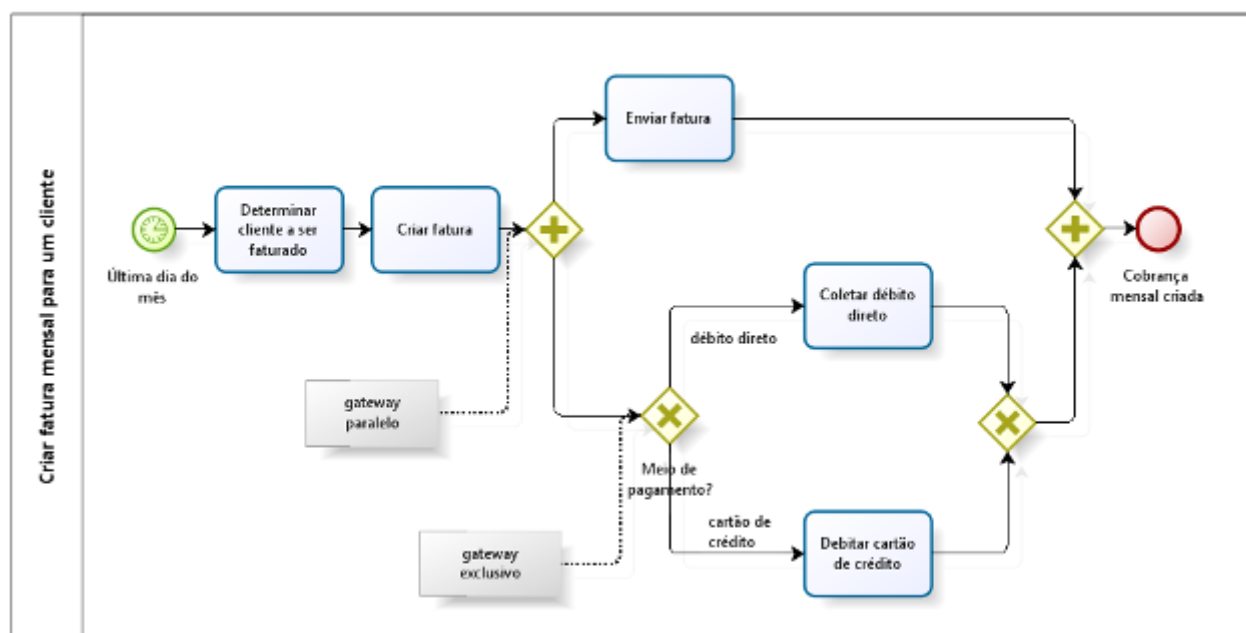 Criar fatura mensal para um cliente
Última dia do
mês
Determinar
cliente a ser
faturado
Criar fatura
Enviar fatura
gateway
paralelo
gateway
exclusivo
Meio de
pagamento?
débito direto
cartão de
crédito
Coletar débito
direto
Debitar cartão
de crédito
Cobrança
mensal criada